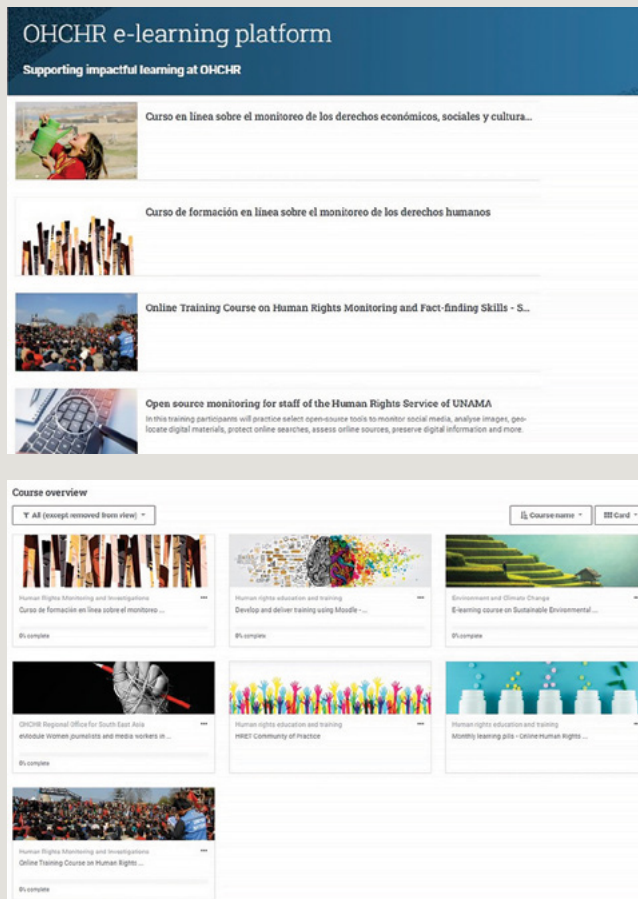 OHCHR e-learning platform
Supporting impactful learning at OHCHR
Curso en línea sobre el monitoreo de los derechos económicos, sociales y cultura...
Curso de formación en línea sobre el monitoreo de los derechos humanos
Online Training Course on Human Rights Monitoring and Fact-finding Skills - S...
Open source monitoring for staff of the Human Rights Service of UNAMA
In this training participants will practice select open-source tools to monitor social media, analyse images, geo-
locate digital materials, protect online searches, assess online sources, preserve digital information and more.
Course overview
All (except removed from view)
Course name
Card
Human Rights Monitoring and Investigations
Curso de formación en línea sobre el monitoreo ...
0% complete
Human rights education and training
Develop and deliver training using Moodle - ...
0% complete
Environment and Climate Change
E-learning course on Sustainable Environmental ...
0% complete
OHCHR Regional Office for South East Asia
eModule Women journalists and media workers in ...
0% complete
Human rights education and training
HRET Community of Practice
Human rights education and training
Monthly learning pills - Online Human Rights ...
Human Rights Monitoring and Investigations
Online Training Course on Human Rights ...
0% complete